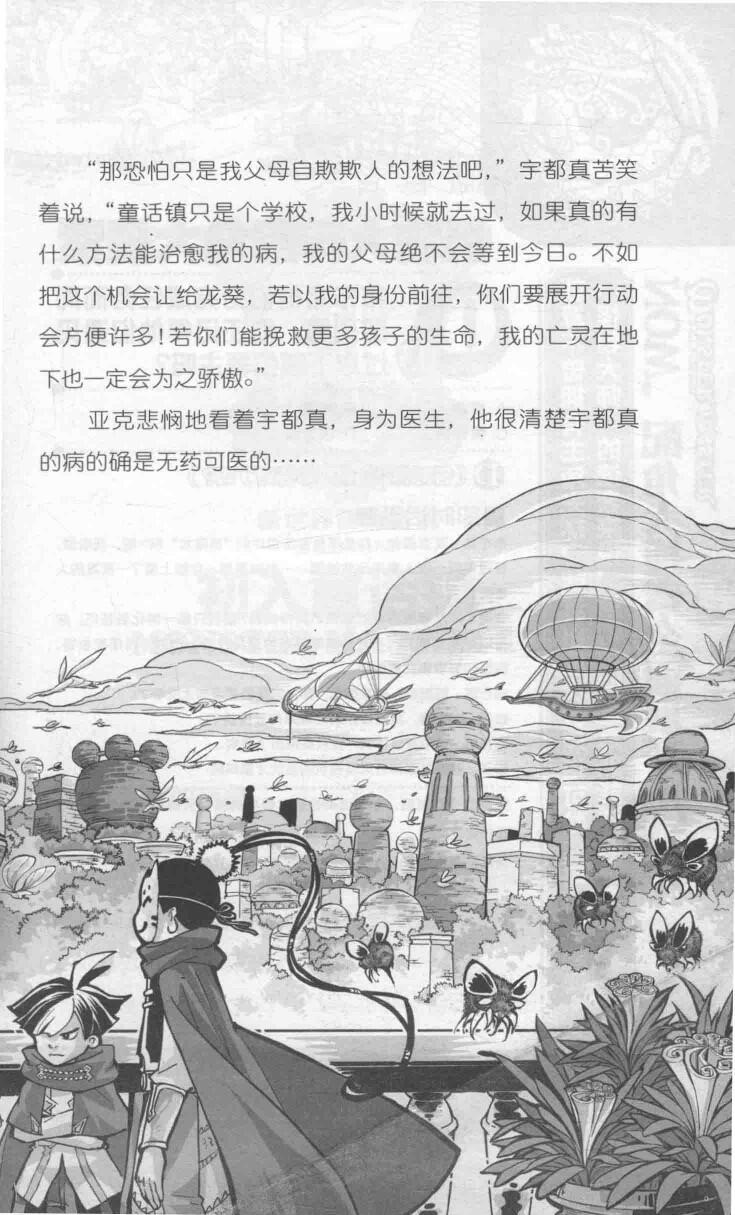 “那恐怕只是我父母自欺欺人的想法吧，”宇都真苦笑
着说，“童话镇只是个学校，我小时候就去过，如果真的有
什么方法能治愈我的病，我的父母绝不会等到今日。不如
把这个机会让给龙葵，若以我的身份前往，你们要展开行动
会方便许多！若你们能挽救更多孩子的生命，我的亡灵在地
下也一定会为之骄傲。”
亚克悲悯地看着宇都真，身为医生，他很清楚宇都真
的病的确是无药可医的……